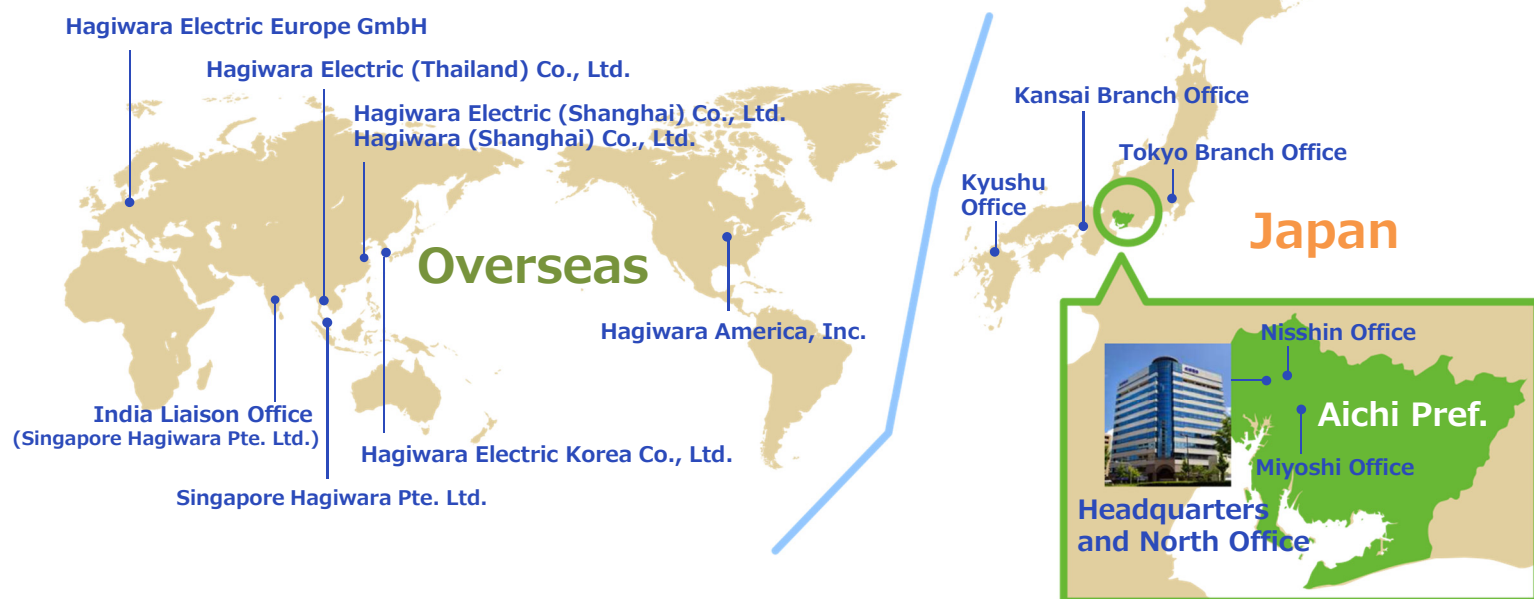 Hagiwara Electric Europe GmbH
Hagiwara Electric (Thailand) Co., Ltd.
Hagiwara Electric (Shanghai) Co., Ltd.
Hagiwara (Shanghai) Co., Ltd.
Overseas
Hagiwara America, Inc.
India Liaison Office
(Singapore Hagiwara Pte. Ltd.)
Hagiwara Electric Korea Co., Ltd.
Singapore Hagiwara Pte. Ltd.
Kansai Branch Office
Tokyo Branch Office
Kyushu
Office
Japan
Nisshin Office
Aichi Pref.
Miyoshi Office
Headquarters
and North Office